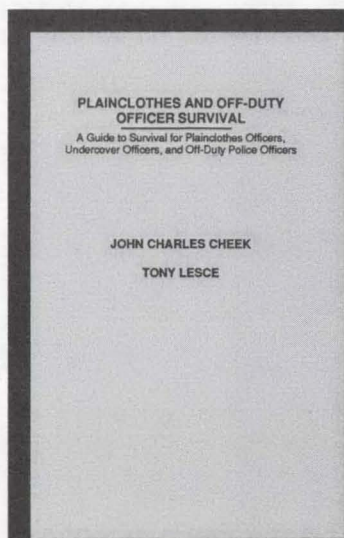 PLAINCLOTHES AND OFF-DUTY
OFFICER SURVIVAL
A Guide to Survival for Plainclothes Officers,
Undercover Officers, and Off-Duty Police Officers
JOHN CHARLES CHEEK
TONY LESCE